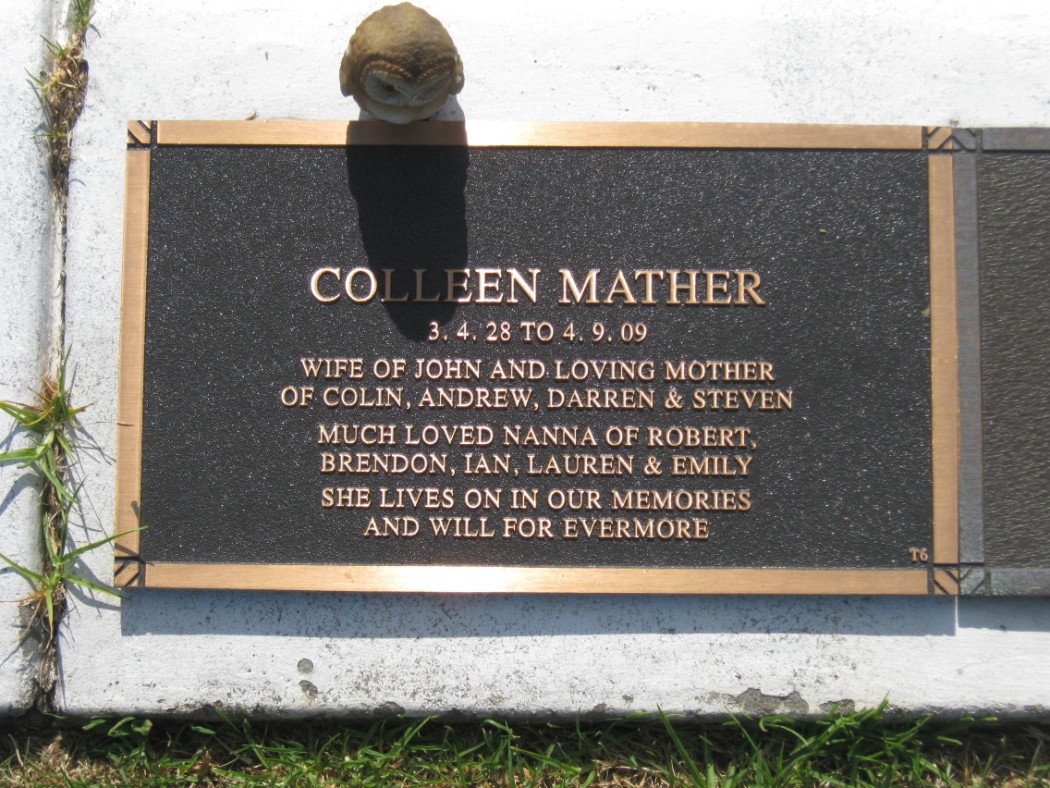 COLLEEN MATHER
3. 4. 28 TO 4. 9. 09
WIFE OF JOHN AND LOVING MOTHER
OF COLIN, ANDREW, DARREN & STEVEN
MUCH LOVED NANNA OF ROBERT,
BRENDON, IAN, LAUREN & EMILY
SHE LIVES ON IN OUR MEMORIES
AND WILL FOR EVERMORE
T6